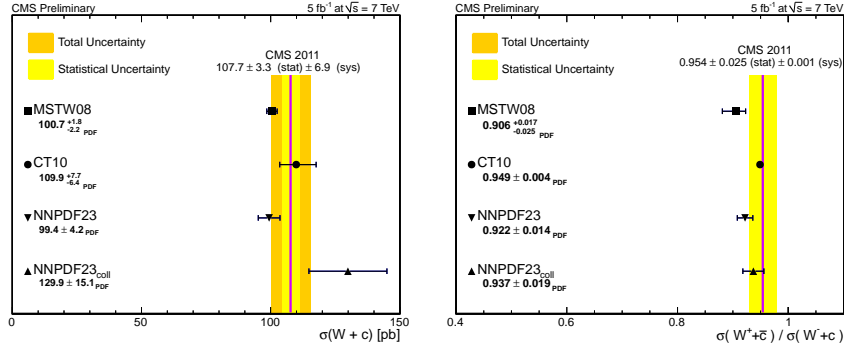 CMS Preliminary 5 fb⁻¹ at √s = 7 TeV
Total Uncertainty
Statistical Uncertainty
CMS 2011
107.7 ± 3.3 (stat) ± 6.9 (sys)
MSTW08
100.7 +1.8 -2.2 PDF
CT10
109.9 +7.7 -6.4 PDF
NNPDF23
99.4 ± 4.2 PDF
NNPDF23coll
129.9 ± 15.1 PDF
0 50 100 150
σ(W + c) [pb]
CMS Preliminary 5 fb⁻¹ at √s = 7 TeV
Total Uncertainty
Statistical Uncertainty
CMS 2011
0.954 ± 0.025 (stat) ± 0.001 (sys)
MSTW08
0.906 +0.017 -0.025 PDF
CT10
0.949 ± 0.004 PDF
NNPDF23
0.922 ± 0.014 PDF
NNPDF23coll
0.937 ± 0.019 PDF
0.4 0.6 0.8 1
σ( W⁺+c̅) / σ( W⁻+c)